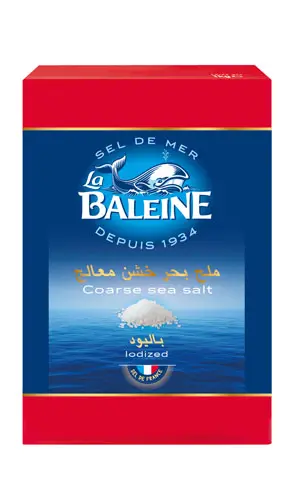 SEL DE MER
La
BALEINE
DEPUIS 1934
ملح بحر خشن معالج
Coarse sea salt
باليود
Iodized
SEL DE FRANCE